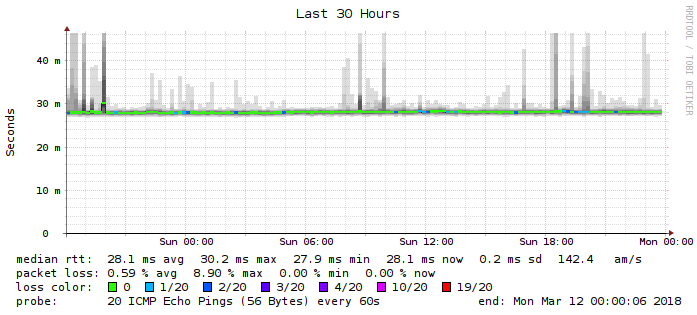 Last 30 Hours
RRDTOOL / TOBI OETIKER
Seconds
40 m
30 m
20 m
10 m
0
Sun 00:00 Sun 06:00 Sun 12:00 Sun 18:00 Mon 00:00
median rtt: 28.1 ms avg 30.2 ms max 27.9 ms min 28.1 ms now 0.2 ms sd 142.4 am/s
packet loss: 0.59 % avg 8.90 % max 0.00 % min 0.00 % now
loss color: 0 1/20 2/20 3/20 4/20 10/20 19/20
probe: 20 ICMP Echo Pings (56 Bytes) every 60s end: Mon Mar 12 00:00:06 2018